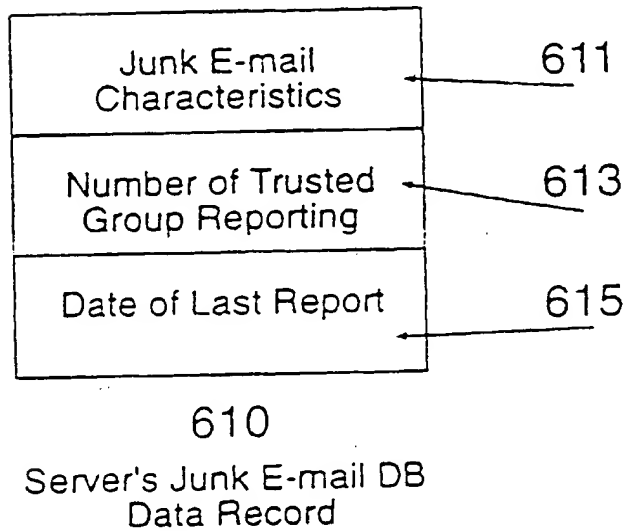 Junk E-mail
Characteristics
611
Number of Trusted
Group Reporting
613
Date of Last Report
615
610
Server's Junk E-mail DB
Data Record